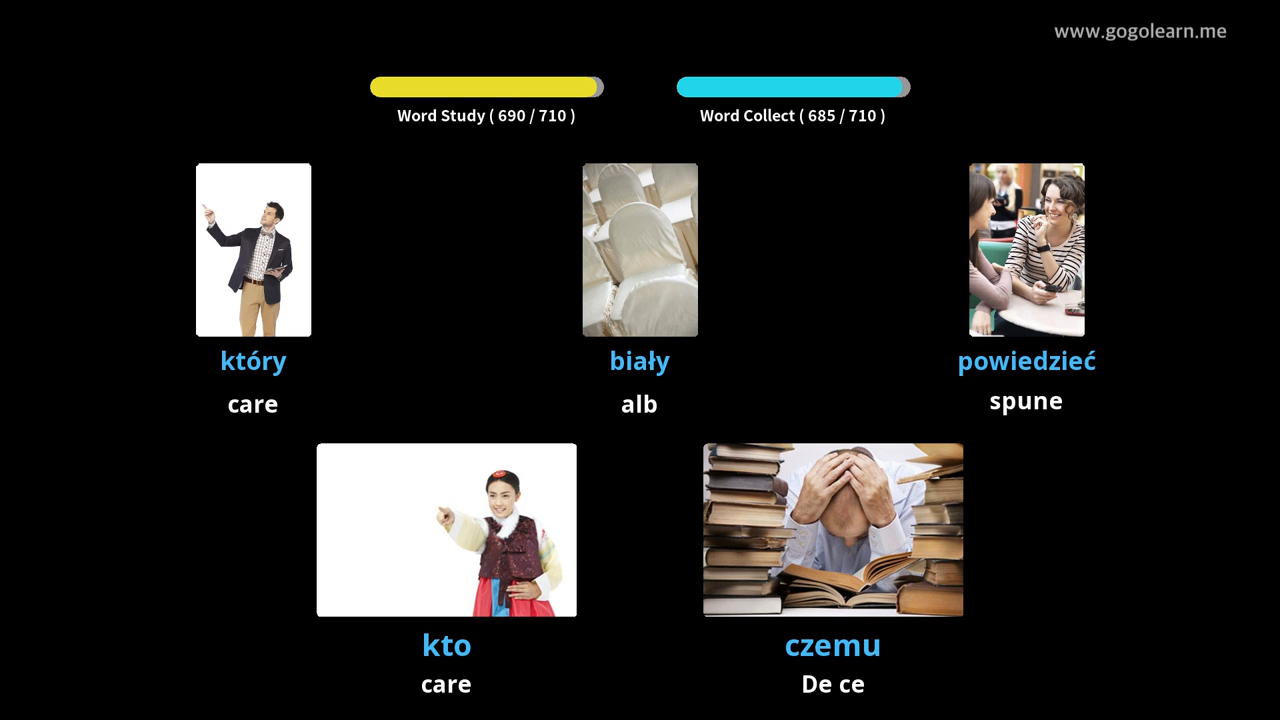 www.gogolearn.me
Word Study ( 690 / 710 )
Word Collect ( 685 / 710 )
który
biały
powiedzieć
care
alb
spune
kto
czemu
care
De ce